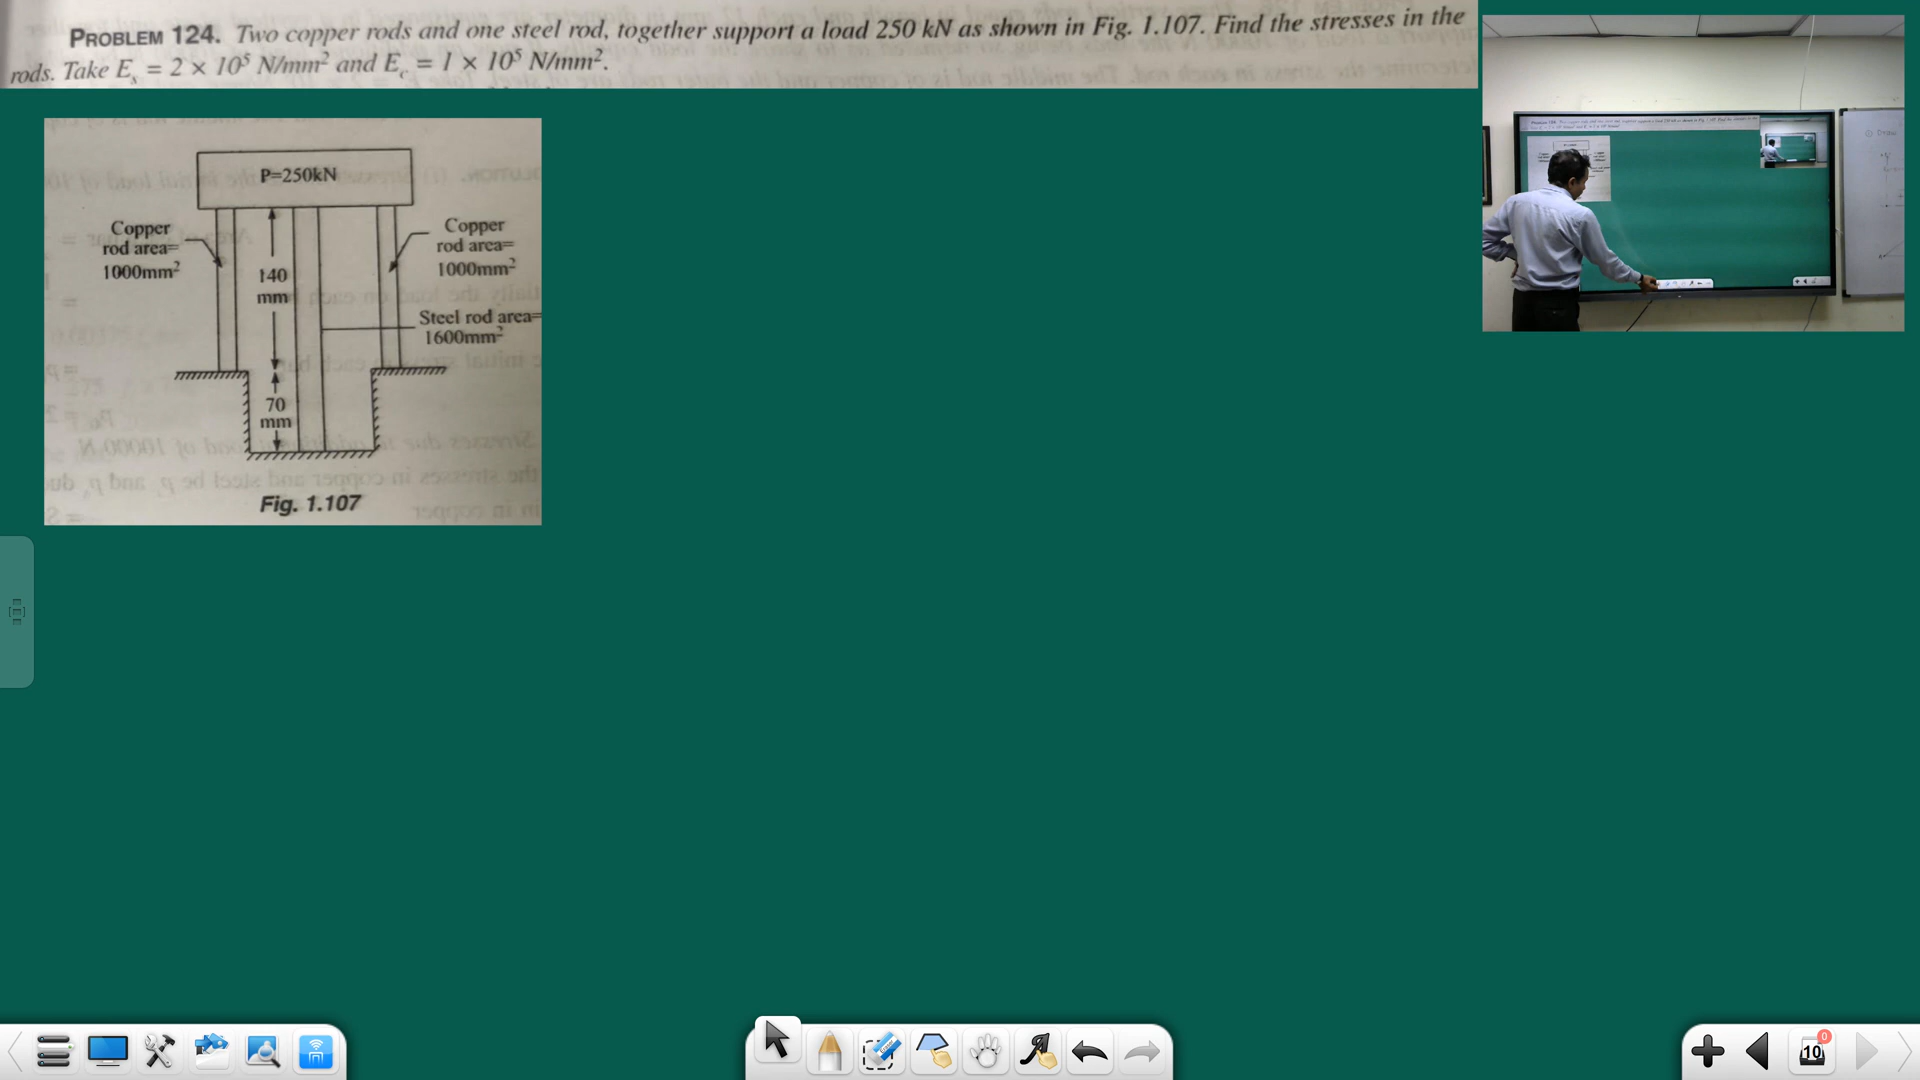 PROBLEM 124. Two copper rods and one steel rod, together support a load 250 kN as shown in Fig. 1.107. Find the stresses in the
rods. Take Es = 2 × 10⁵ N/mm² and Ec = 1 × 10⁵ N/mm².
P=250kN
Copper
rod area=
1000mm²
Copper
rod area=
1000mm²
140
mm
Steel rod area=
1600mm²
70
mm
Fig. 1.107
10
0